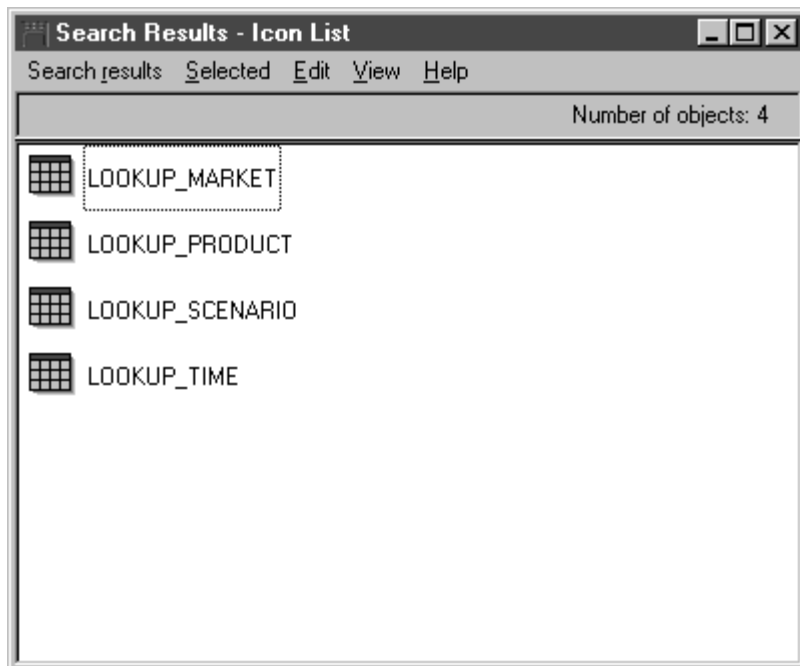 Search Results - Icon List
Search results Selected Edit View Help
Number of objects: 4
LOOKUP_MARKET
LOOKUP_PRODUCT
LOOKUP_SCENARIO
LOOKUP_TIME